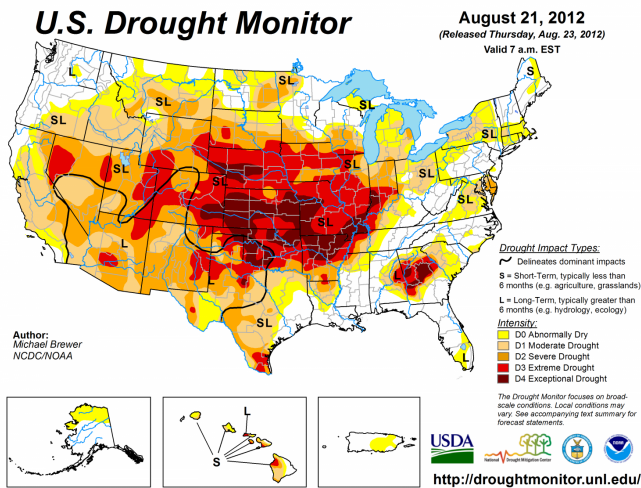 U.S. Drought Monitor
August 21, 2012
(Released Thursday, Aug. 23, 2012)
Valid 7 a.m. EST
L
SL
S
SL
SL
SL
SL
SL
SL
SL
SL
SL
SL
L
L
L
SL
L
Drought Impact Types:
Delineates dominant impacts
S = Short-Term, typically less than
6 months (e.g. agriculture, grasslands)
L = Long-Term, typically greater than
6 months (e.g. hydrology, ecology)
Intensity:
D0 Abnormally Dry
D1 Moderate Drought
D2 Severe Drought
D3 Extreme Drought
D4 Exceptional Drought
Author:
Michael Brewer
NCDC/NOAA
The Drought Monitor focuses on broad-
scale conditions. Local conditions may
vary. See accompanying text summary for
forecast statements.
L
S
USDA
National Drought Mitigation Center
http://droughtmonitor.unl.edu/